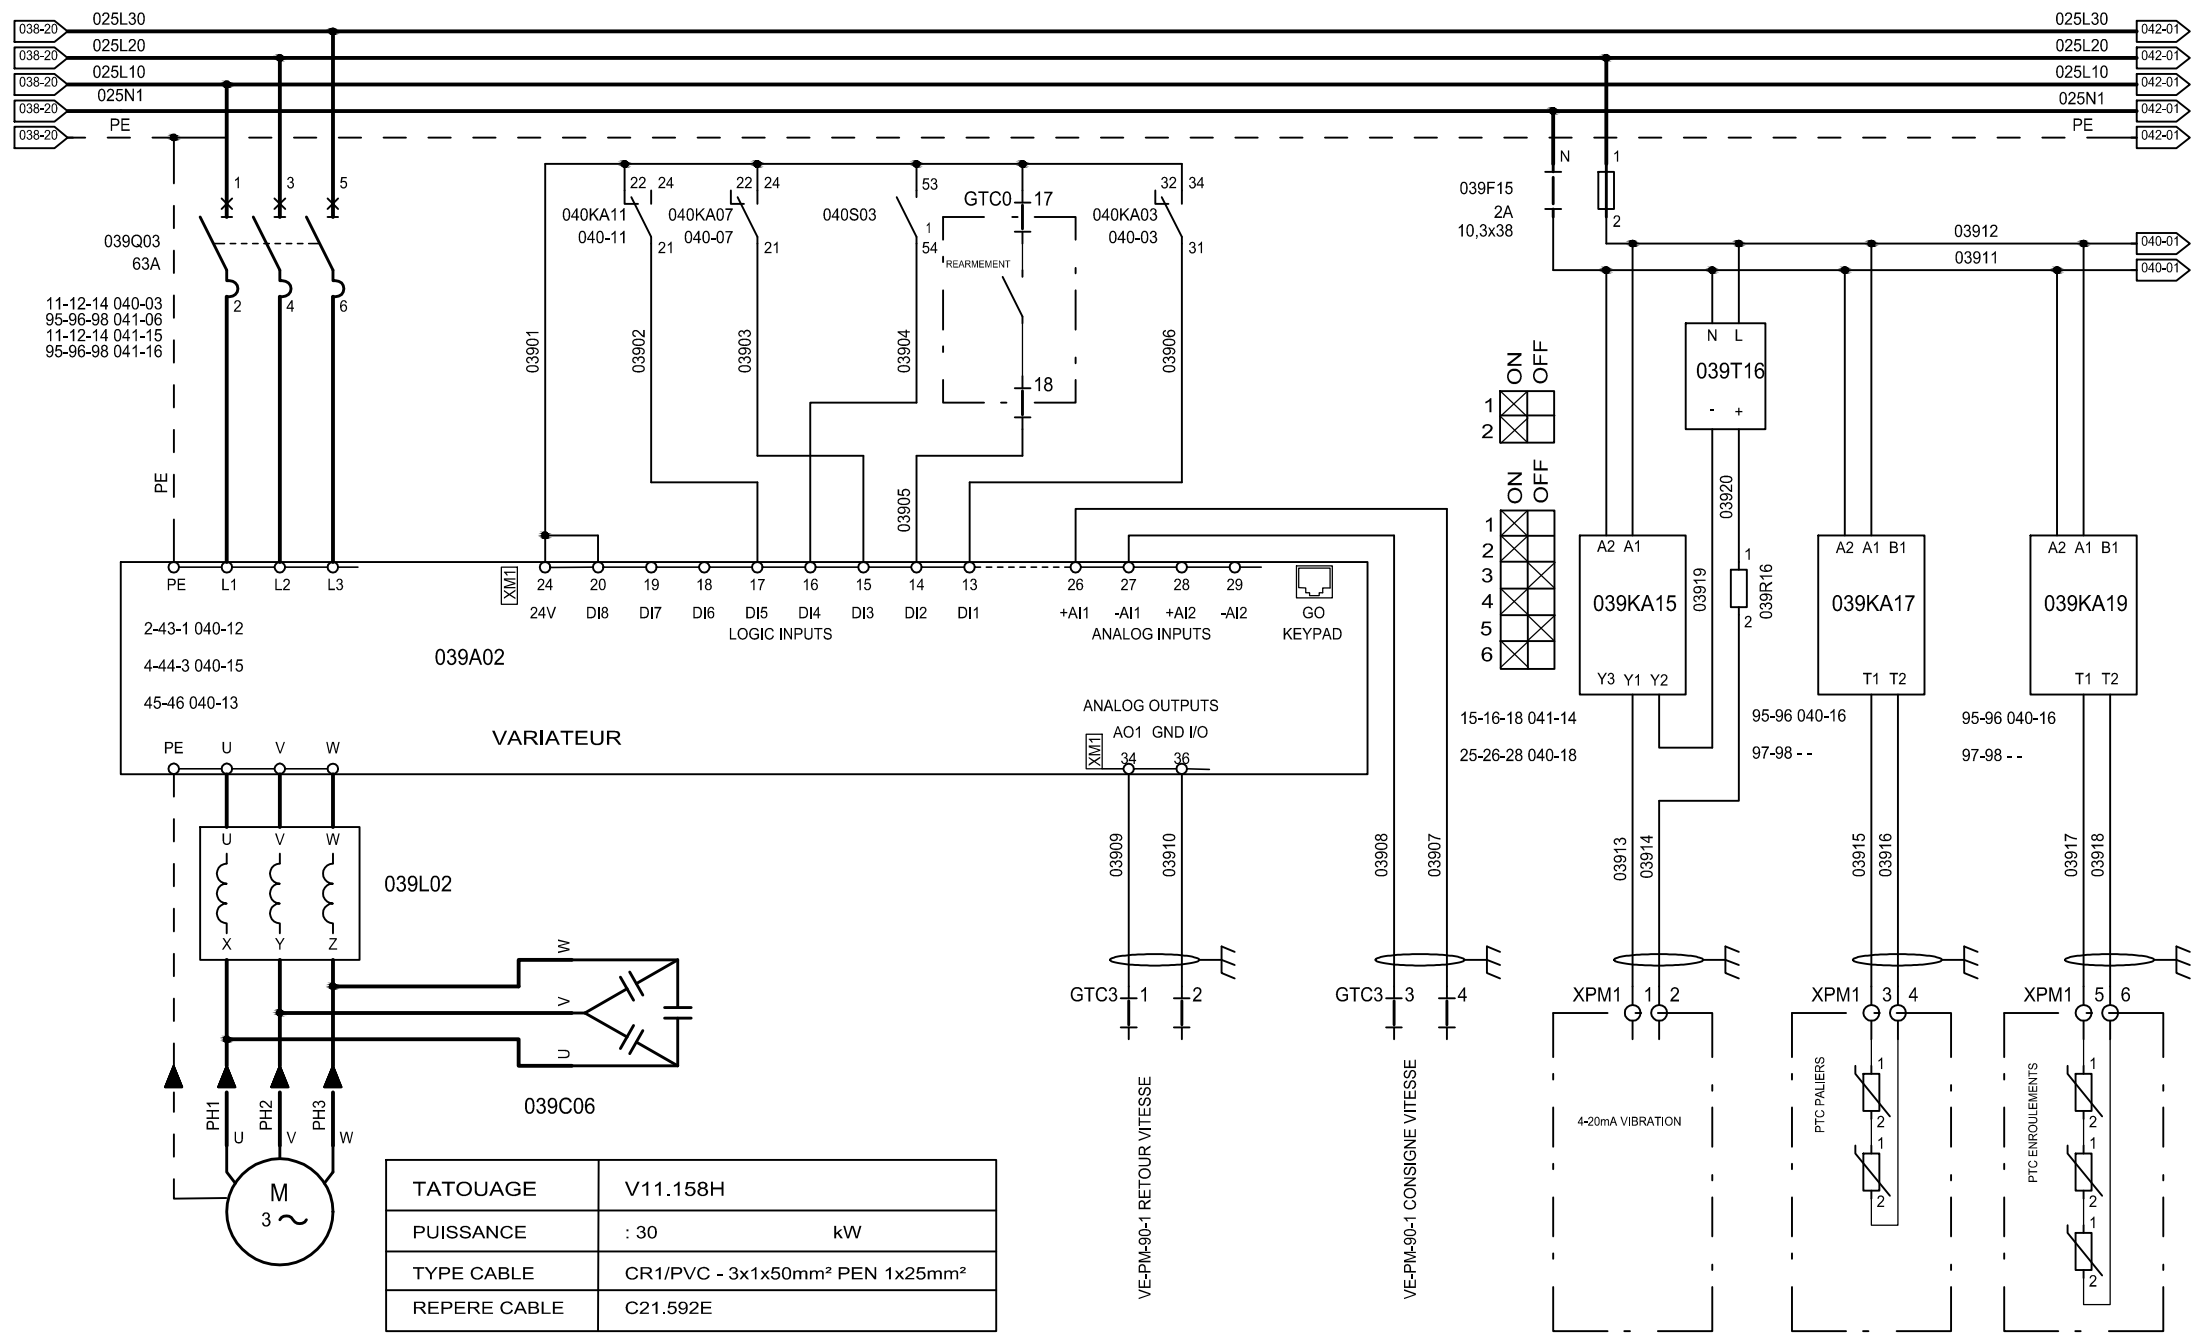 025L30
025L30
038-20
042-01
025L20
025L20
038-20
042-01
025L10
025L10
038-20
042-01
025N1
025N1
038-20
042-01
PE
PE
038-20
042-01
1 3 5
039Q03
63A
2 4 6
11-12-14 040-03
95-96-98 041-06
11-12-14 041-15
95-96-98 041-16
PE
22 24
040KA11
040-11
21
22 24
040KA07
040-07
21
53
040S03
1
54
GTC0 17
REARMEMENT
18
32 34
040KA03
040-03
31
N 1
039F15
2A
10,3x38
2
03912
040-01
03911
040-01
03901
03902
03903
03904
03905
03906
ON OFF
1
2
ON OFF
1
2
3
4
5
6
N L
039T16
- +
03919
03920
1
039R16
2
PE L1 L2 L3
XM1
24 20 19 18 17 16 15 14 13 26 27 28 29
24V DI8 DI7 DI6 DI5 DI4 DI3 DI2 DI1 +AI1 -AI1 +AI2 -AI2 GO
LOGIC INPUTS ANALOG INPUTS KEYPAD
2-43-1 040-12
4-44-3 040-15
45-46 040-13
039A02
VARIATEUR
ANALOG OUTPUTS
AO1 GND I/O
XM1
34 36
PE U V W
A2 A1
039KA15
Y3 Y1 Y2
A2 A1 B1
039KA17
T1 T2
A2 A1 B1
039KA19
T1 T2
15-16-18 041-14
25-26-28 040-18
95-96 040-16
97-98 - -
95-96 040-16
97-98 - -
U V W
039L02
X Y Z
W
V
U
039C06
PH1
PH2
PH3
U V W
M
3
03909
03910
03908
03907
03913
03914
03915
03916
03917
03918
GTC3 1 2
GTC3 3 4
XPM1 1 2
XPM1 3 4
XPM1 5 6
VE-PM-90-1 RETOUR VITESSE
VE-PM-90-1 CONSIGNE VITESSE
4-20mA VIBRATION
PTC PALIERS
1
2
1
2
PTC ENROULEMENTS
1
2
1
2
1
2
TATOUAGE V11.158H
PUISSANCE : 30 kW
TYPE CABLE CR1/PVC - 3x1x50mm² PEN 1x25mm²
REPERE CABLE C21.592E